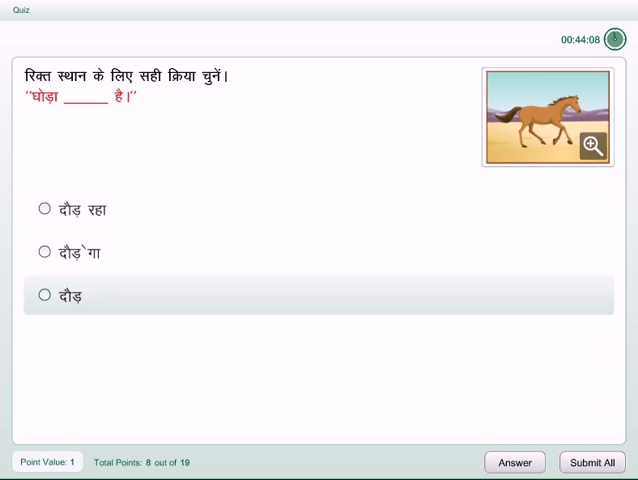 Quiz
00:44:08
रिक्त स्थान के लिए सही क्रिया चुनें।
"घोड़ा ______ है।"
दौड़ रहा
दौड़ेगा
दौड़
Point Value: 1
Total Points: 8 out of 19
Answer
Submit All